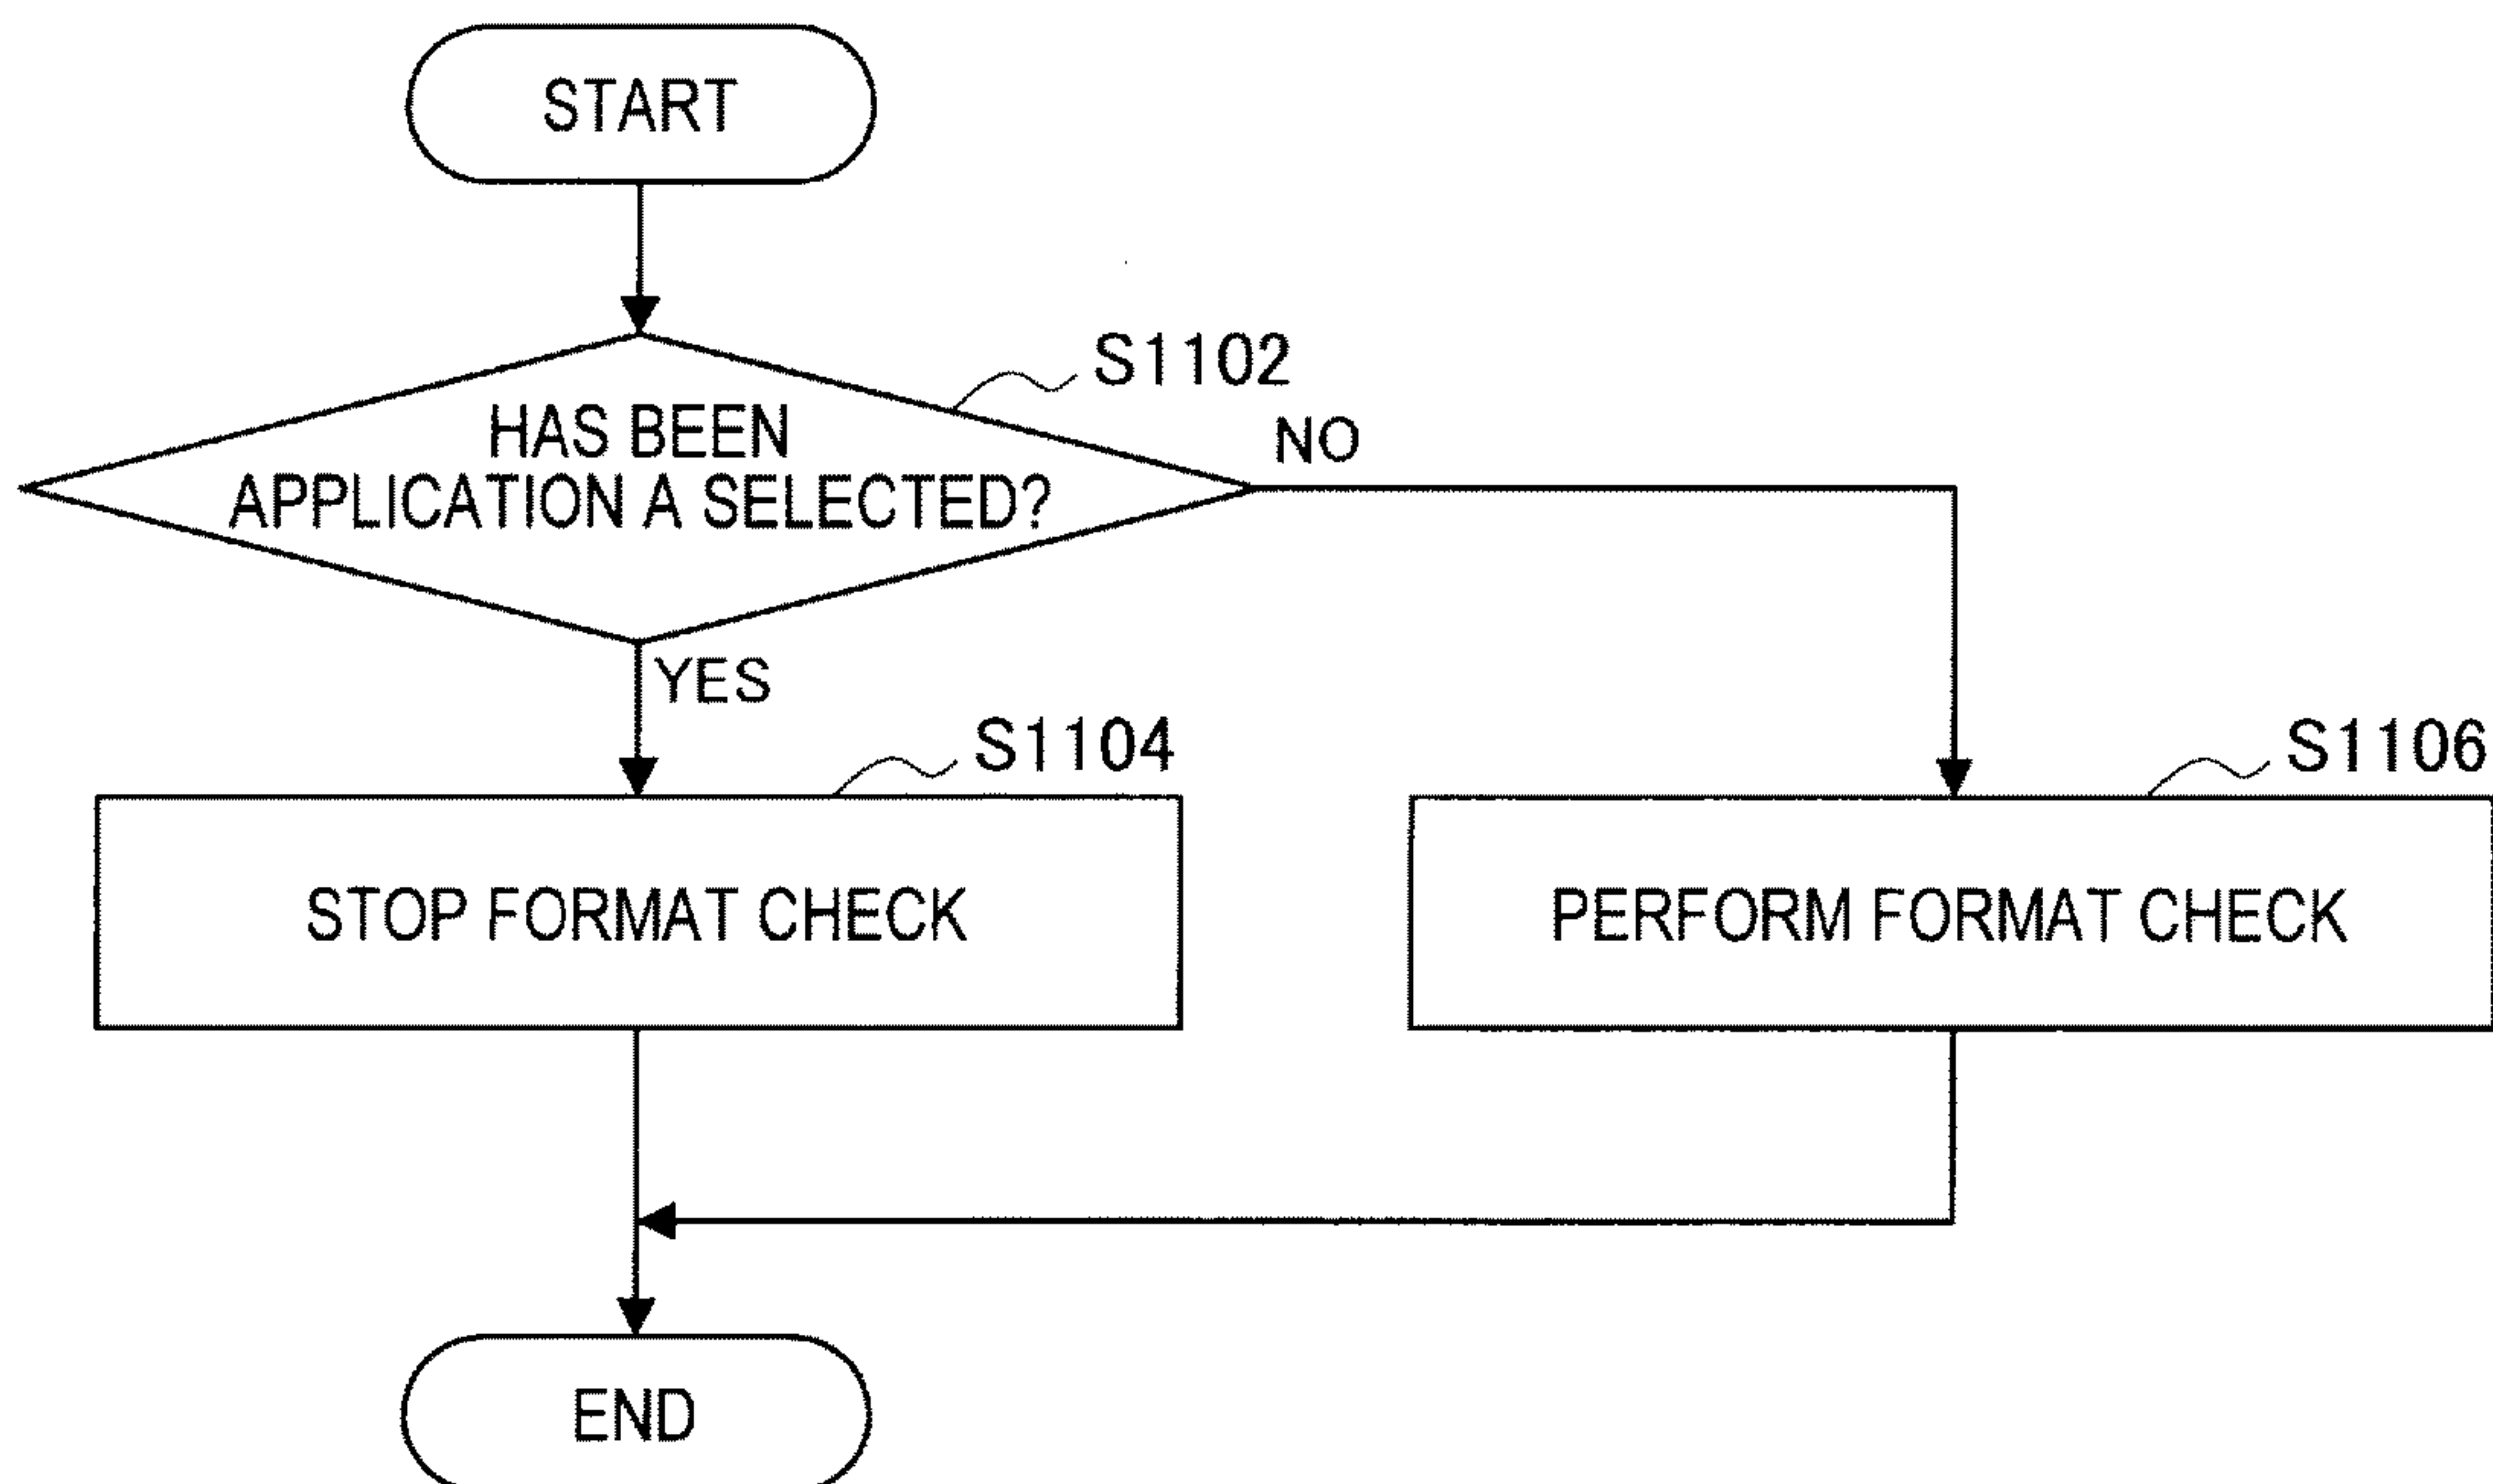 START
S1102
HAS BEEN
APPLICATION A SELECTED?
NO
YES
S1104
STOP FORMAT CHECK
S1106
PERFORM FORMAT CHECK
END